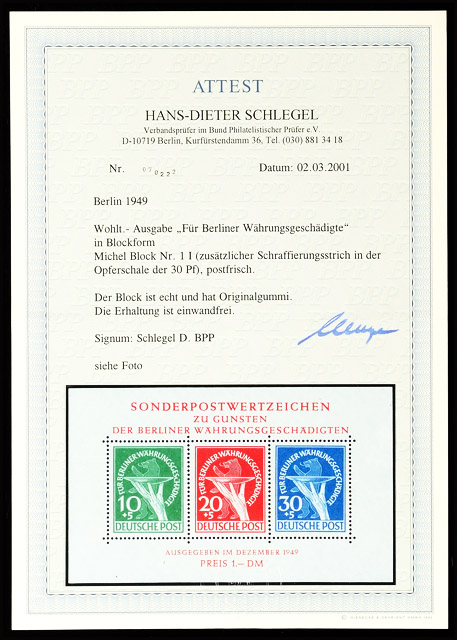 ATTEST
HANS-DIETER SCHLEGEL
Verbandsprüfer im Bund Philatelistischer Prüfer e.V.
D-10719 Berlin, Kurfürstendamm 36, Tel. (030) 881 34 18
Nr. 070222 Datum: 02.03.2001
Berlin 1949
Wohlt.- Ausgabe „Für Berliner Währungsgeschädigte“
in Blockform
Michel Block Nr. 1 I (zusätzlicher Schraffierungsstrich in der
Opferschale der 30 Pf), postfrisch.
Der Block ist echt und hat Originalgummi.
Die Erhaltung ist einwandfrei.
Signum: Schlegel D. BPP
siehe Foto
SONDERPOSTWERTZEICHEN
ZU GUNSTEN
DER BERLINER WÄHRUNGSGESCHÄDIGTEN
FÜR BERLINER WÄHRUNGSGESCHÄDIGTE
10
+5
DEUTSCHE POST
FÜR BERLINER WÄHRUNGSGESCHÄDIGTE
20
+5
DEUTSCHE POST
FÜR BERLINER WÄHRUNGSGESCHÄDIGTE
30
+5
DEUTSCHE POST
AUSGEGEBEN IM DEZEMBER 1949
PREIS 1.– DM